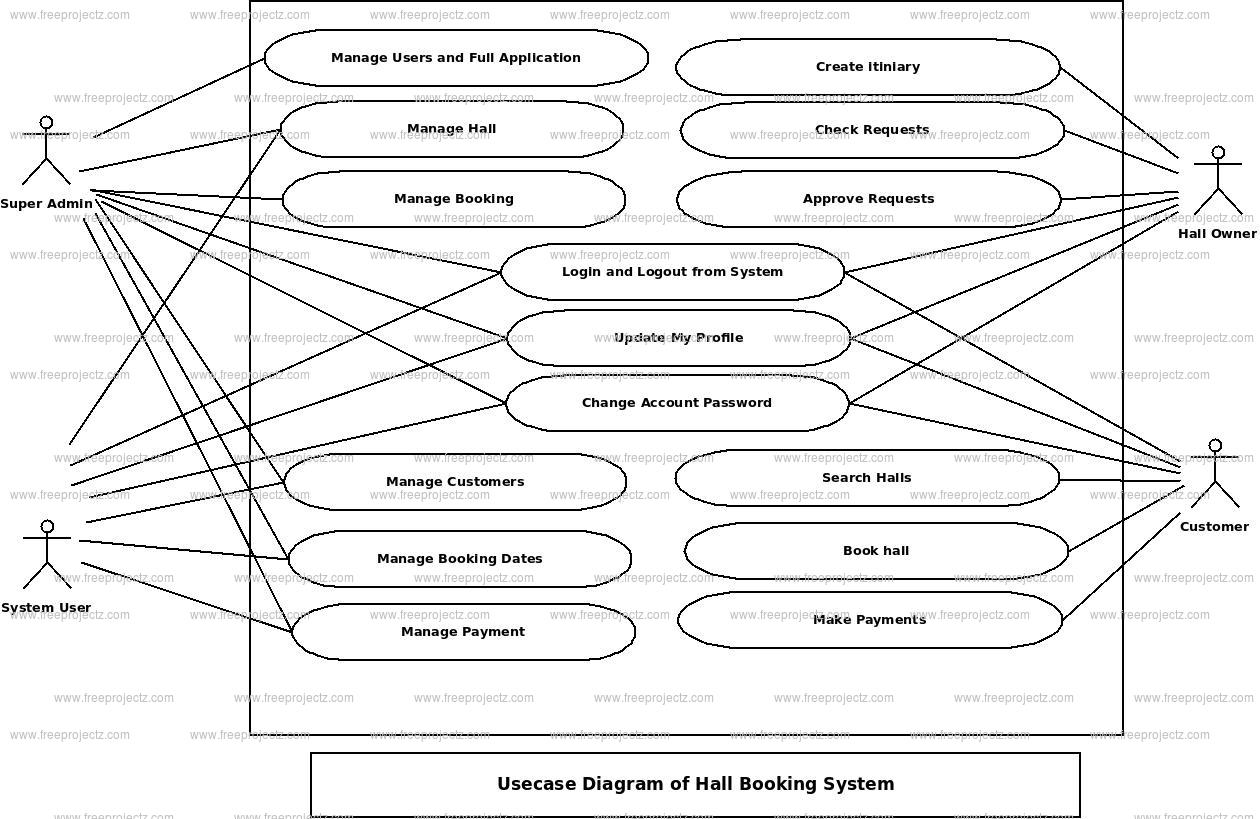 Manage Users and Full Application
Create Itiniary
Manage Hall
Check Requests
Manage Booking
Approve Requests
Super Admin
Hall Owner
Login and Logout from System
Update My Profile
Change Account Password
Manage Customers
Search Halls
Customer
Manage Booking Dates
Book hall
System User
Manage Payment
Make Payments
Usecase Diagram of Hall Booking System
www.freeprojectz.com